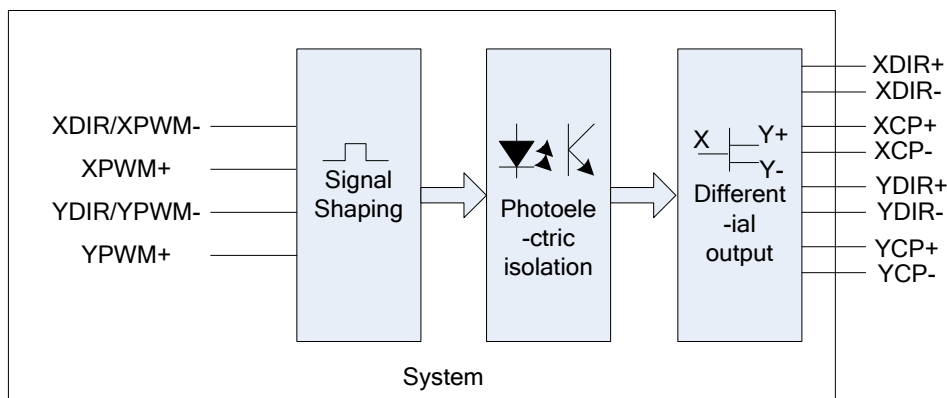 XDIR/XPWM-
XPWM+
YDIR/YPWM-
YPWM+
Signal
Shaping
Photoele
-ctric
isolation
X
Y+
Y-
Different
-ial
output
XDIR+
XDIR-
XCP+
XCP-
YDIR+
YDIR-
YCP+
YCP-
System